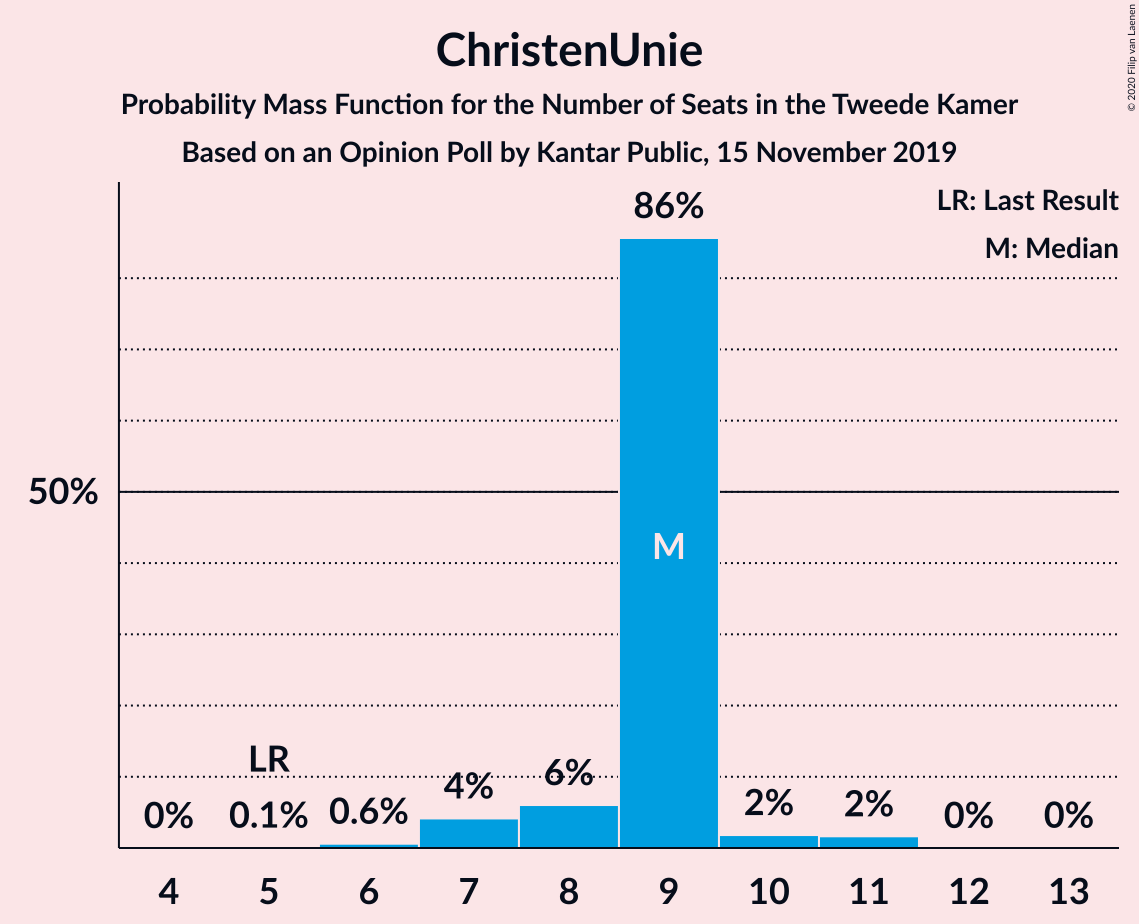 ChristenUnie
Probability Mass Function for the Number of Seats in the Tweede Kamer
Based on an Opinion Poll by Kantar Public, 15 November 2019
© 2020 Filip van Laenen
LR: Last Result
M: Median
86%
50%
M
LR
0%
0.1%
0.6%
4%
6%
2%
2%
0%
0%
4 5 6 7 8 9 10 11 12 13